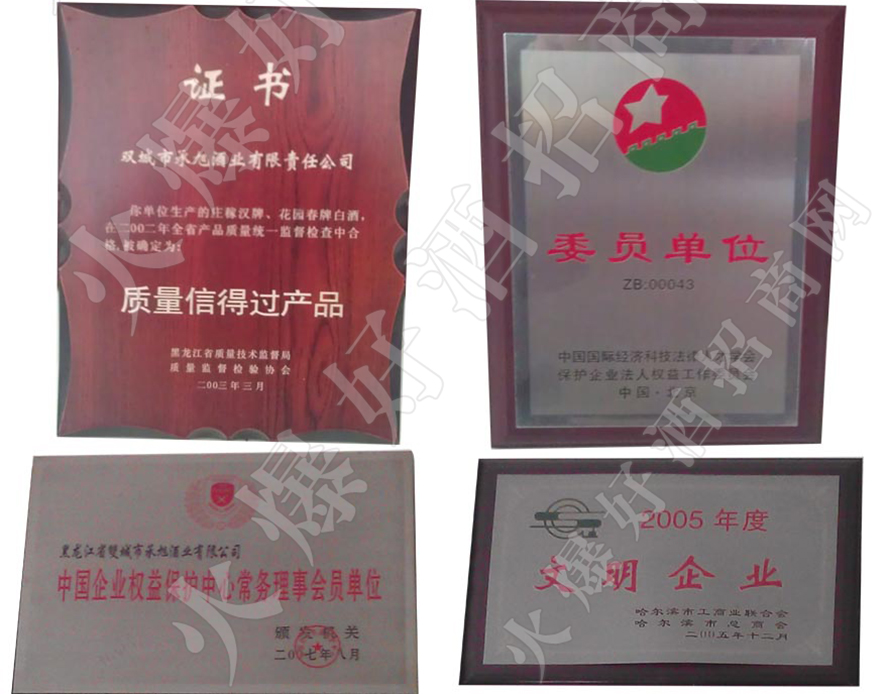 证书
双城市承旭酒业有限责任公司
你单位生产的庄稼汉牌、花园春牌白酒，
在二00二年全省产品质量统一监督检查中合
格，被确定为：
质量信得过产品
黑龙江省质量技术监督局
质量监督检验协会
二00三年三月
委员单位
ZB:00043
中国国际经济科技法律人才学会
保护企业法人权益工作委员会
中国·北京
黑龙江省雙城市承旭酒业有限公司
中国企业权益保护中心常务理事会员单位
颁发机关
二00七年八月
2005年度
文明企业
哈尔滨市工商业联合会
哈尔滨市总商会
二00五年十二月
火爆好酒招商网
火爆好酒招商网